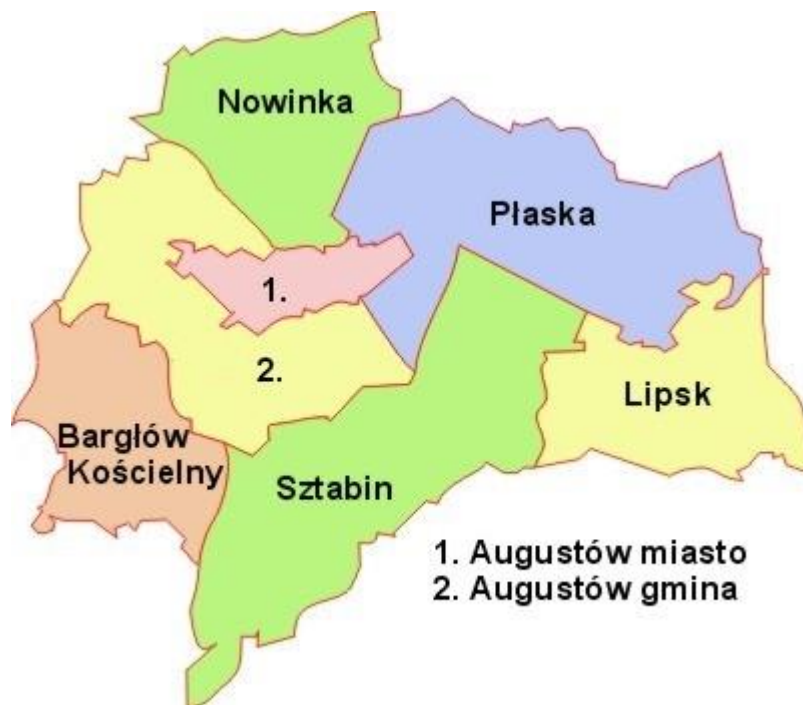 Nowinka
Płaska
1.
2.
Lipsk
Bargłów
Kościelny
Sztabin
1. Augustów miasto
2. Augustów gmina